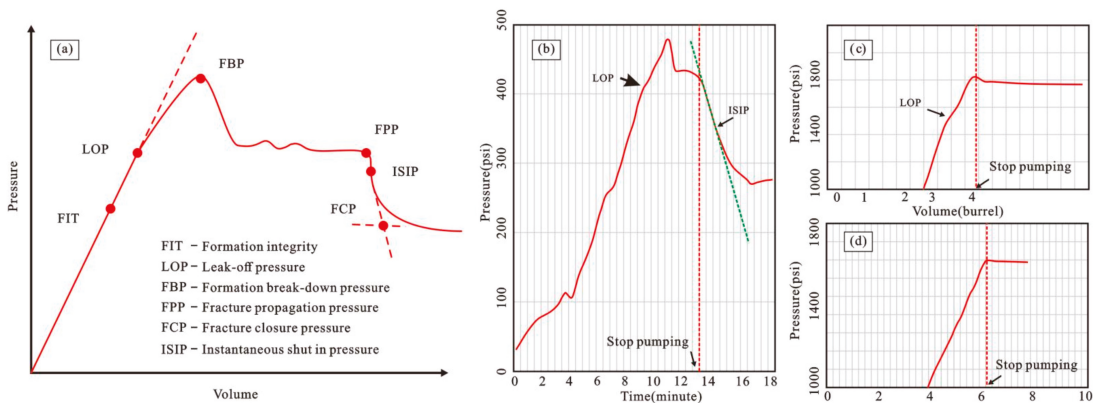 (a)
FBP
LOP
FPP
ISIP
FIT
FCP
FIT – Formation integrity
LOP – Leak-off pressure
FBP – Formation break-down pressure
FPP – Fracture propagation pressure
FCP – Fracture closure pressure
ISIP – Instantaneous shut in pressure
Pressure
Volume
(b)
500
400
300
200
100
0
Pressure(psi)
LOP
ISIP
Stop pumping
0 2 4 6 8 10 12 14 16 18
Time(minute)
(c)
1800
1400
1000
Pressure(psi)
LOP
Stop pumping
0 1 2 3 4
Volume(burrel)
(d)
1800
1400
1000
Pressure(psi)
Stop pumping
0 2 4 6 8 10